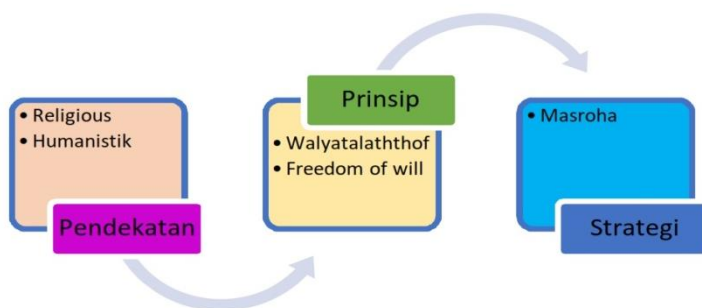 • Religious
• Humanistik
Pendekatan
Prinsip
• Walyatalaththof
• Freedom of will
• Masroha
Strategi